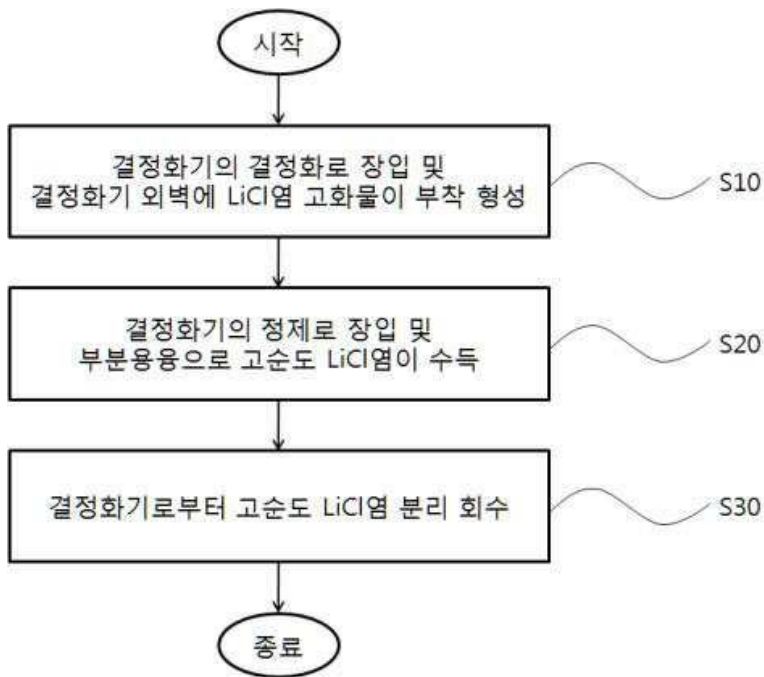 시작
결정화기의 결정화로 장입 및
결정화기 외벽에 LiCl염 고화물이 부착 형성
S10
결정화기의 정제로 장입 및
부분용융으로 고순도 LiCl염이 수득
S20
결정화기로부터 고순도 LiCl염 분리 회수
S30
종료